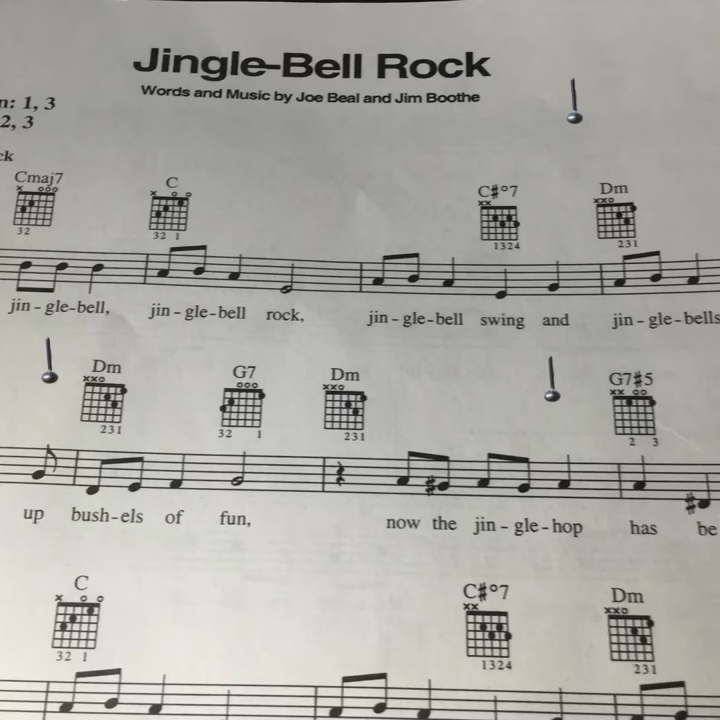 Jingle-Bell Rock
Words and Music by Joe Beal and Jim Boothe
n: 1, 3
2, 3
ck
Cmaj7 C C♯°7 Dm
32 32 1 1324 231
jin - gle-bell, jin - gle-bell rock, jin - gle-bell swing and jin - gle-bells
Dm G7 Dm G7♯5
231 32 1 231 2 3
up bush-els of fun, now the jin - gle-hop has be
C C♯°7 Dm
32 1 1324 231